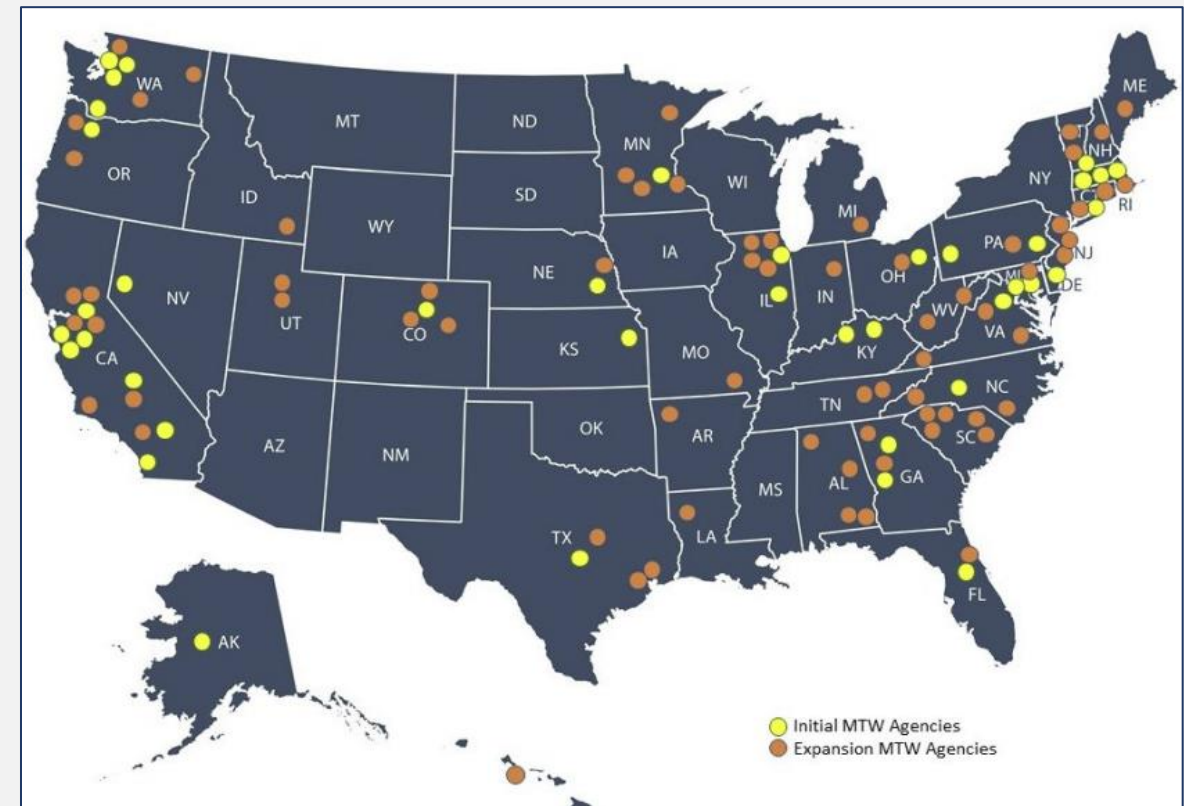 ME
WA
MT
ND
MN
OR
NH
WI
NY
ID
SD
MI
RI
WY
IA
PA
NE
NJ
OH
DE
NV
IL
IN
UT
WV
CO
VA
CA
KS
MO
KY
NC
TN
OK
AZ
AR
SC
NM
MS
AL
GA
TX
LA
FL
AK
Initial MTW Agencies
Expansion MTW Agencies